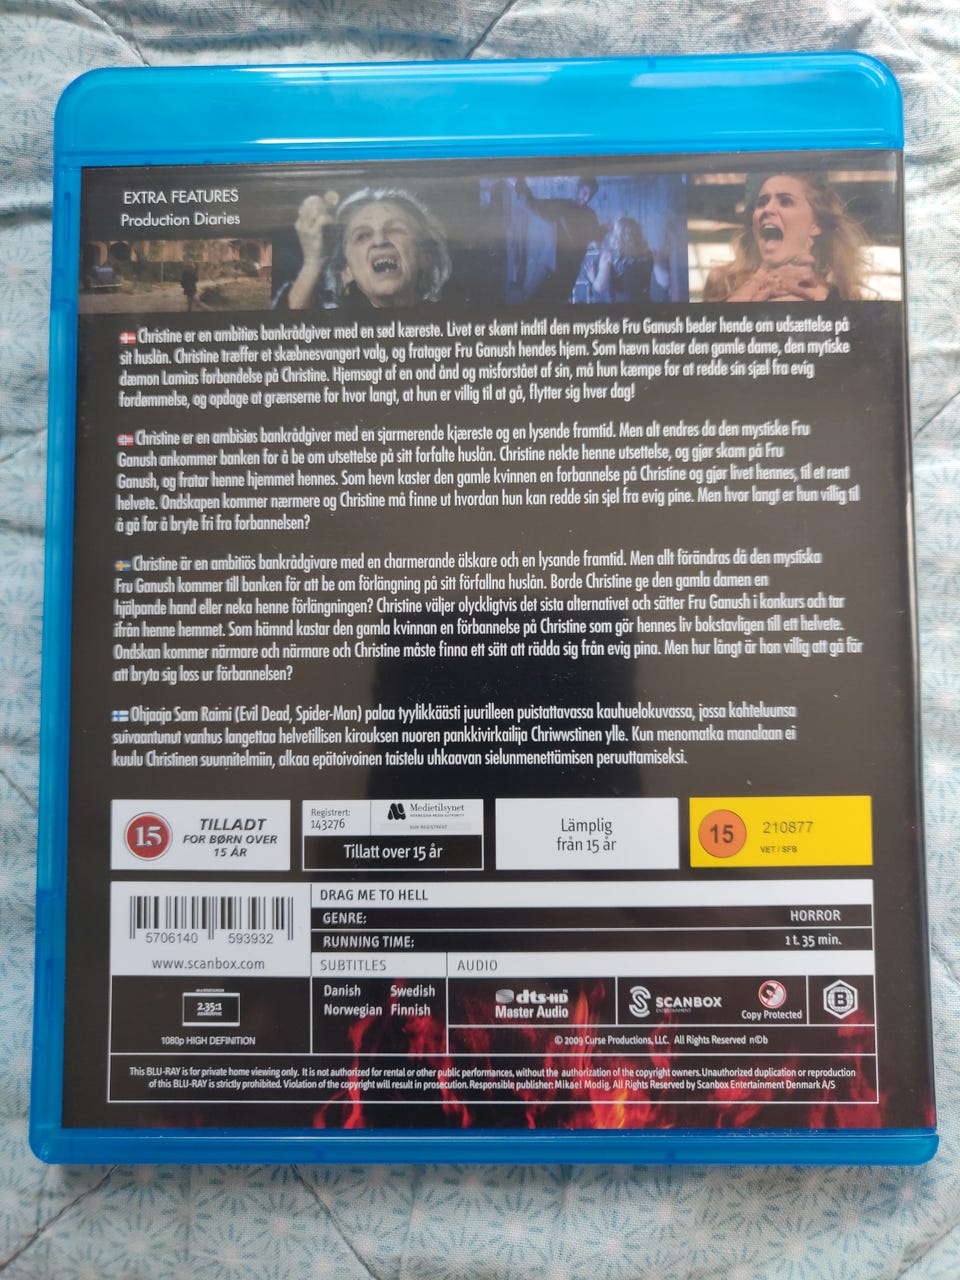 EXTRA FEATURES
Production Diaries
Christine er en ambitiøs bankrådgiver med en sød kæreste. Livet er skønt indtil den mystiske Fru Ganush beder hende om udsættelse på
sit huslån. Christine træffer et skæbnesvangert valg, og fratager Fru Ganush hendes hjem. Som hævn kaster den gamle dame, den mytiske
dæmon Lamias forbandelse på Christine. Hjemsøgt af en ond ånd og misforstået af sin, må hun kæmpe for at redde sin sjæl fra evig
fordømmelse, og opdage at grænserne for hvor langt, at hun er villig til at gå, flytter sig hver dag!
Christine er en ambisiøs bankrådgiver med en sjarmerende kjæreste og en lysende framtid. Men alt endres da den mystiske Fru
Ganush ankommer banken for å be om utsettelse på sitt forfalte huslån. Christine nekte henne utsettelse, og gjør skam på Fru
Ganush, og fratar henne hjemmet hennes. Som hevn kaster den gamle kvinnen en forbannelse på Christine og gjør livet hennes, til et rent
helvete. Ondskapen kommer nærmere og Christine må finne ut hvordan hun kan redde sin sjel fra evig pine. Men hvor langt er hun villig til
å gå for å bryte fri fra forbannelsen?
Christine är en ambitiös bankrådgivare med en charmerande älskare och en lysande framtid. Men allt förändras då den mystiska
Fru Ganush kommer till banken för att be om förlängning på sitt förfallna huslån. Borde Christine ge den gamla damen en
hjälpande hand eller neka henne förlängningen? Christine väljer olyckligtvis det sista alternativet och sätter Fru Ganush i konkurs och tar
ifrån henne hemmet. Som hämnd kastar den gamla kvinnan en förbannelse på Christine som gör hennes liv bokstavligen till ett helvete.
Ondskan kommer närmare och närmare och Christine måste finna ett sätt att rädda sig från evig pina. Men hur långt är hon villig att gå för
att bryta sig loss ur förbannelsen?
Ohjaaja Sam Raimi (Evil Dead, Spider-Man) palaa tyylikkäästi juurilleen puistattavassa kauhuelokuvassa, jossa kohteluunsa
suivaantunut vanhus langettaa helvetillisen kirouksen nuoren pankkivirkailija Chriwwstinen ylle. Kun menomatka manalaan ei
kuulu Christinen suunnitelmiin, alkaa epätoivoinen taistelu uhkaavan sielunmenettämisen peruuttamiseksi.
15 TILLADT
FOR BØRN OVER
15 ÅR
Registrert:
143276
Medietilsynet
NORWEGIAN MEDIA AUTHORITY
Tillatt over 15 år
Lämplig
från 15 år
15
210877
VET / SFB
DRAG ME TO HELL
GENRE: HORROR
RUNNING TIME: 1 t. 35 min.
5706140 593932
www.scanbox.com
SUBTITLES AUDIO
Danish Swedish
Norwegian Finnish
2.35:1
1080p HIGH DEFINITION
dts-HD
Master Audio
SCANBOX
ENTERTAINMENT
Copy Protected
B
© 2009 Curse Productions, LLC. All Rights Reserved n©b
This BLU-RAY is for private home viewing only. It is not authorized for rental or other public performances, without the authorization of the copyright owners. Unauthorized duplication or reproduction
of this BLU-RAY is strictly prohibited. Violation of the copyright will result in prosecution. Responsible publisher: Mikael Modig. All Rights Reserved by Scanbox Entertainment Denmark A/S